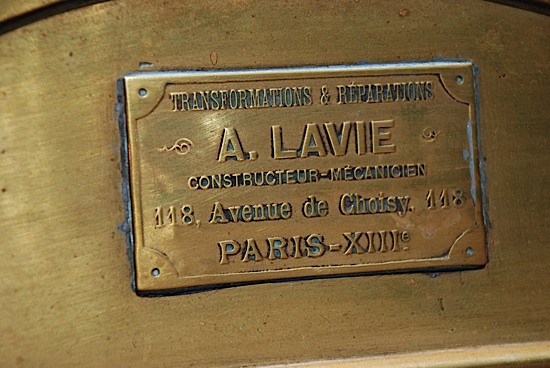 TRANSFORMATIONS & RÉPARATIONS
A. LAVIE
CONSTRUCTEUR-MÉCANICIEN
118, Avenue de Choisy, 118
PARIS-XIIIe